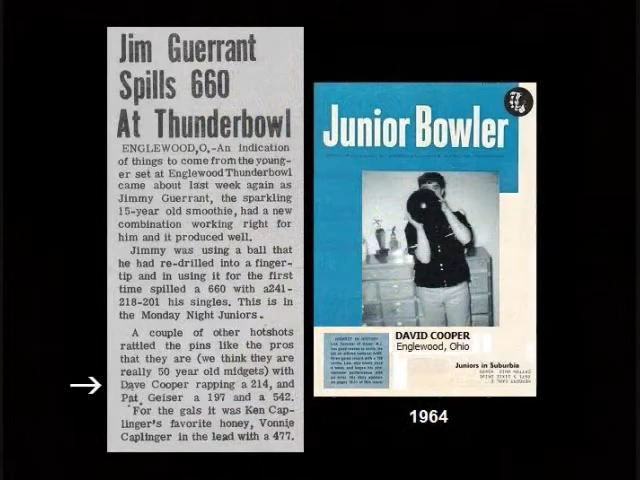 Jim Guerrant
Spills 660
At Thunderbowl
ENGLEWOOD,O.-An indication
of things to come from the young-
er set at Englewood Thunderbowl
came about last week again as
Jimmy Guerrant, the sparkling
15-year old smoothie, had a new
combination working right for
him and it produced well.
Jimmy was using a ball that
he had re-drilled into a finger-
tip and in using it for the first
time spilled a 660 with a241-
218-201 his singles. This is in
the Monday Night Juniors.
A couple of other hotshots
rattled the pins like the pros
that they are (we think they are
really 50 year old midgets) with
Dave Cooper rapping a 214, and
Pat Geiser a 197 and a 542.
For the gals it was Ken Cap-
linger's favorite honey, Vonnie
Caplinger in the lead with a 477.
Junior Bowler
DAVID COOPER
Englewood, Ohio
Juniors in Suburbia
1964